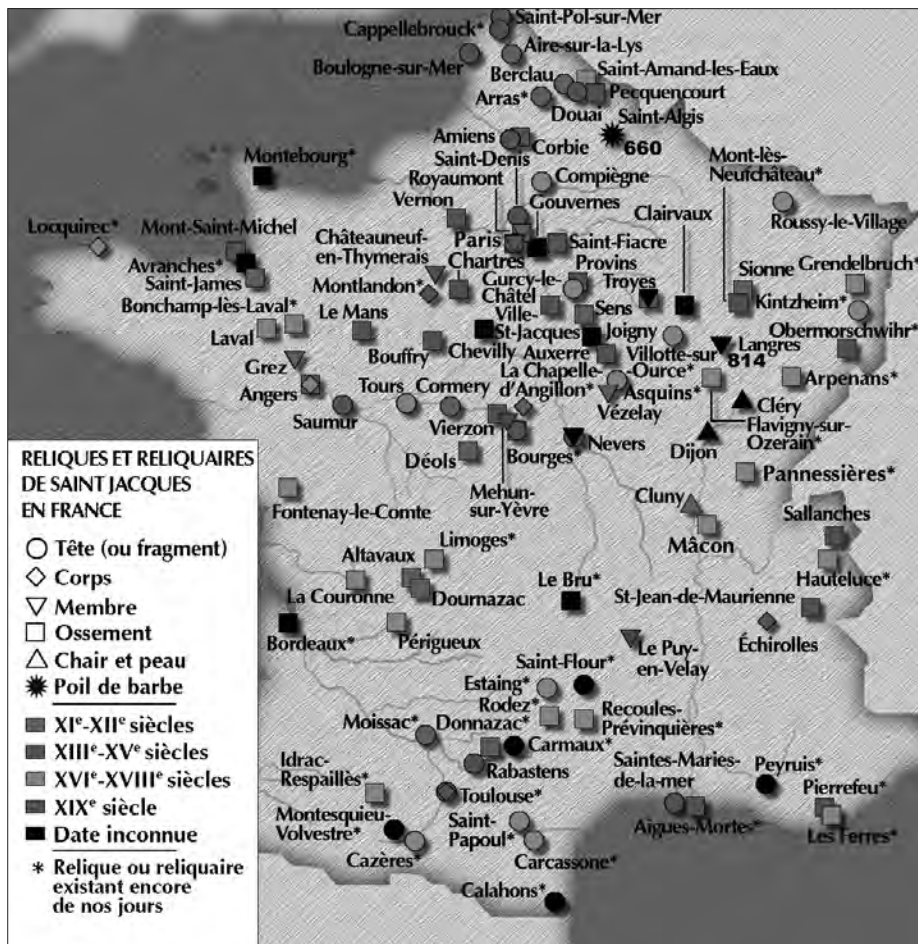 Saint-Pol-sur-Mer
Cappellebrouck*
Aire-sur-la-Lys
Boulogne-sur-Mer
Berclau
Saint-Amand-les-Eaux
Pecquencourt
Arras*
Douai
Saint-Algis
660
Amiens
Corbie
Saint-Denis
Royaumont
Compiègne
Gouvernes
Montebourg*
Mont-lès-
Neufchâteau*
Vernon
Clairvaux
Roussy-le-Village
Locquirec*
Mont-Saint-Michel
Châteauneuf-
en-Thymerais
Paris
Saint-Fiacre
Avranches*
Chartres
Provins
Sionne
Grendelbruch*
Saint-James
Montlandon*
Gurcy-le-
Châtel
Troyes
Kintzheim*
Bonchamp-lès-Laval*
Le Mans
Ville-
St-Jacques
Sens
Laval
Joigny
Obermorschwihr*
Bouffry
Chevilly
Auxerre
Villotte-sur
-Ource*
Langres
814
Grez
La Chapelle-
d'Angillon*
Asquins*
Arpenans*
Angers
Tours
Cormery
Vézelay
Cléry
Saumur
Vierzon
Flavigny-sur-
Ozerain*
Nevers
Dijon
Déols
Bourges*
Pannessières*
Mehun-
sur-Yèvre
Cluny
Fontenay-le-Comte
Sallanches
Mâcon
Limoges*
Altavaux
Hauteluce*
La Couronne
Dournazac
Le Bru*
St-Jean-de-Maurienne
Bordeaux*
Périgueux
Échirolles
Le Puy-
en-Velay
Saint-Flour*
Estaing*
Rodez*
Recoules-
Prévinquières*
Moissac*
Donnazac*
Carmaux*
Rabastens
Saintes-Maries-
de-la-mer
Peyruis*
Idrac-
Respaillès*
Pierrefeu*
Toulouse*
Montesquieu-
Volvestre*
Saint-
Papoul*
Aigues-Mortes*
Les Ferres*
Cazères*
Carcassone*
Calahons*
RELIQUES ET RELIQUAIRES
DE SAINT JACQUES
EN FRANCE
Tête (ou fragment)
Corps
Membre
Ossement
Chair et peau
Poil de barbe
XIe-XIIe siècles
XIIIe-XVe siècles
XVIe-XVIIIe siècles
XIXe siècle
Date inconnue
* Relique ou reliquaire
existant encore
de nos jours